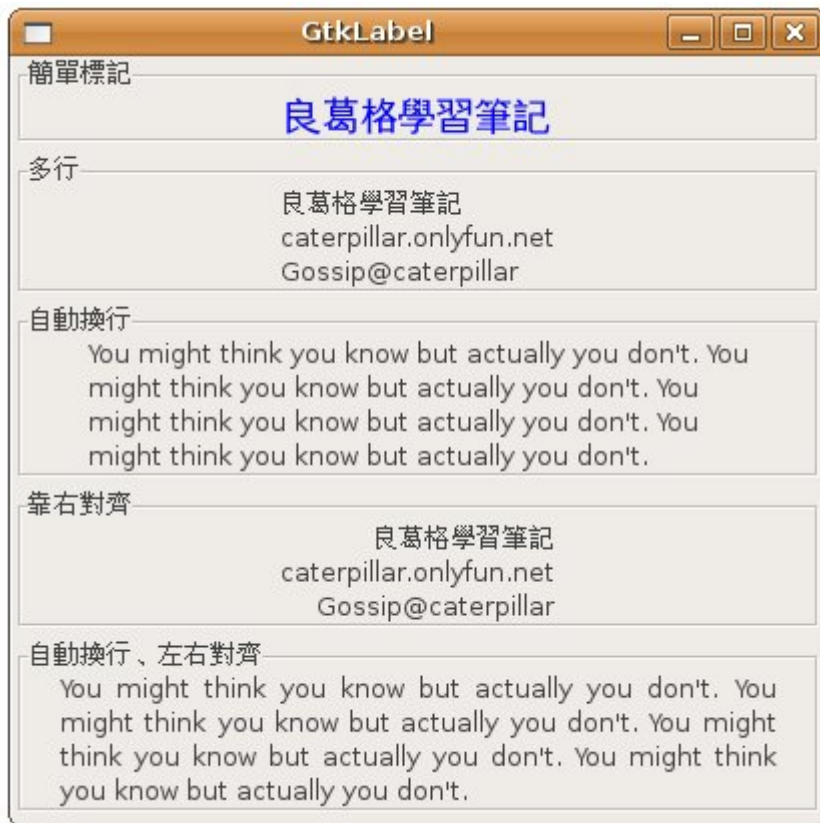 GtkLabel
簡單標記
良葛格學習筆記
多行
良葛格學習筆記
caterpillar.onlyfun.net
Gossip@caterpillar
自動換行
You might think you know but actually you don't. You
might think you know but actually you don't. You
might think you know but actually you don't. You
might think you know but actually you don't.
靠右對齊
良葛格學習筆記
caterpillar.onlyfun.net
Gossip@caterpillar
自動換行、左右對齊
You might think you know but actually you don't. You
might think you know but actually you don't. You might
think you know but actually you don't. You might think
you know but actually you don't.